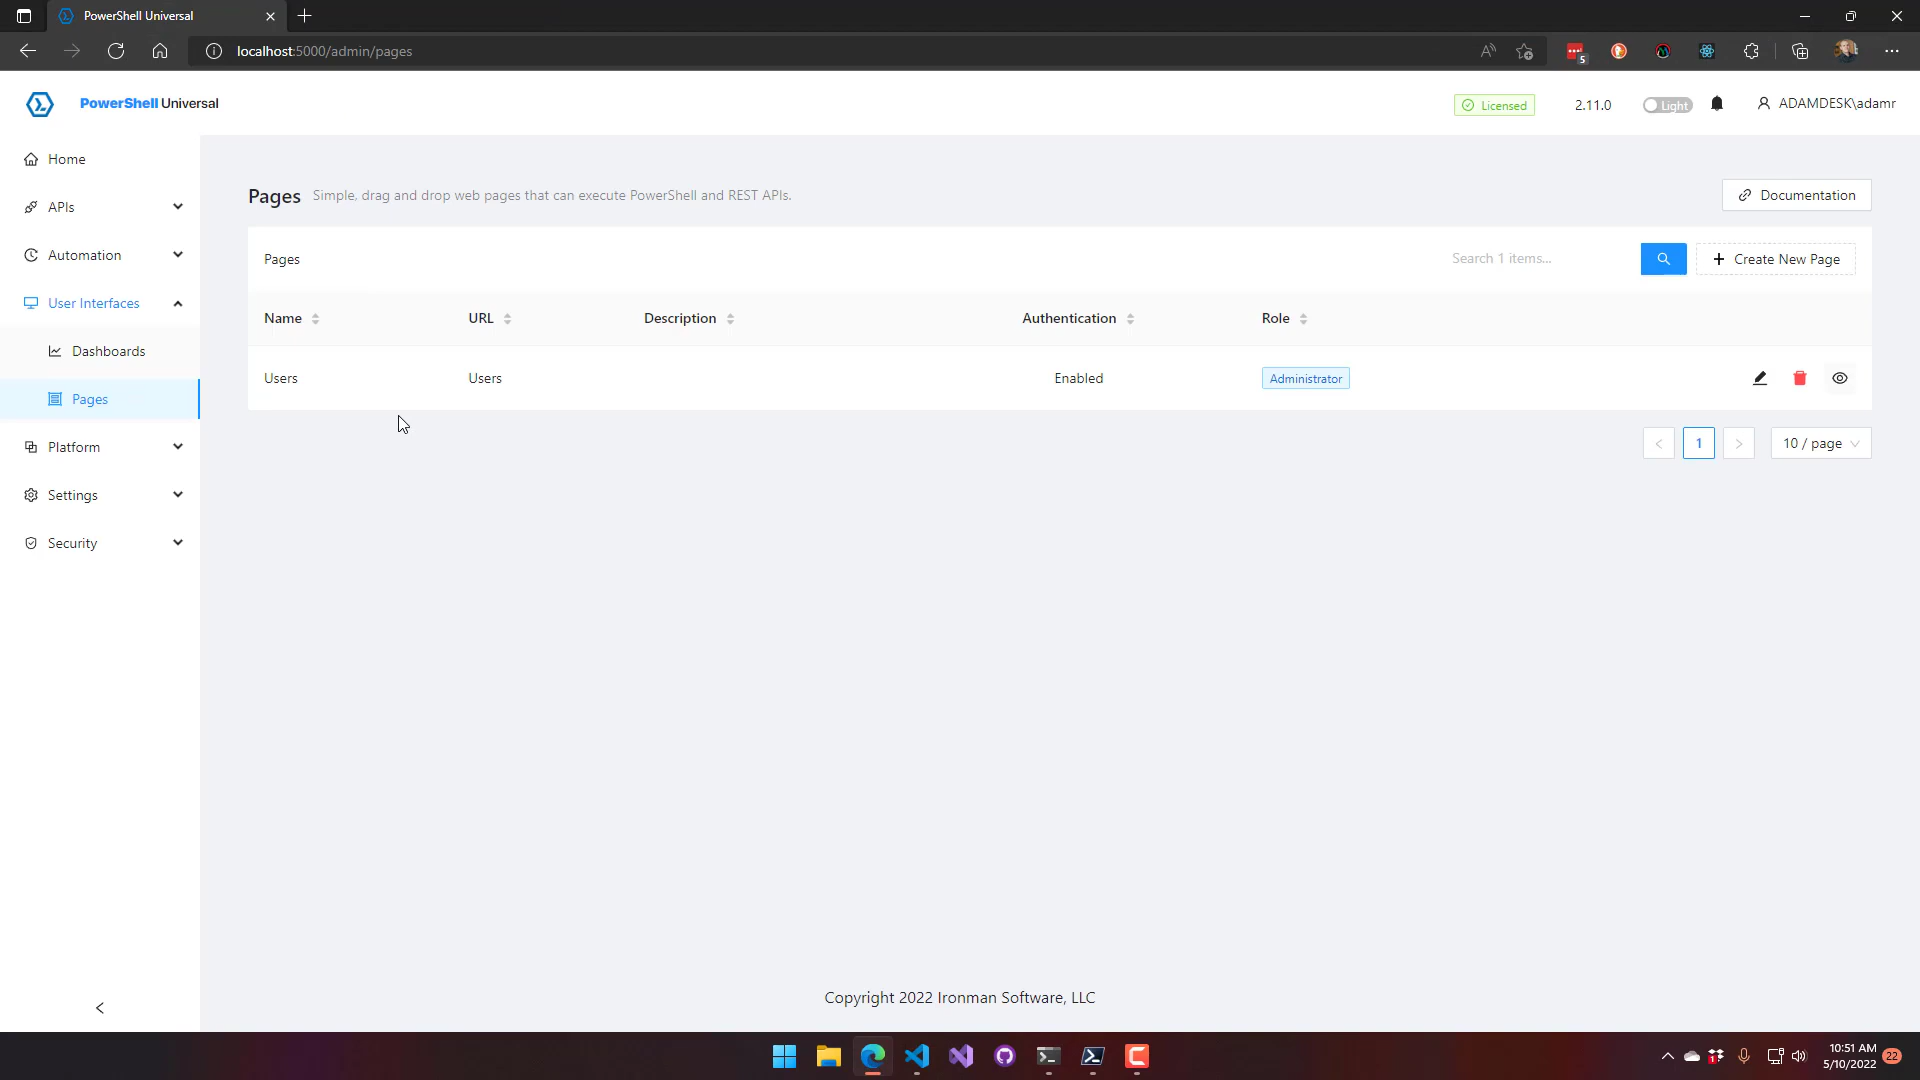 PowerShell Universal
localhost:5000/admin/pages
5
PowerShell Universal
Licensed
2.11.0
Light
ADAMDESK\adamr
Home
APIs
Automation
User Interfaces
Dashboards
Pages
Platform
Settings
Security
Pages Simple, drag and drop web pages that can execute PowerShell and REST APIs.
Documentation
Pages
Search 1 items...
Create New Page
Name URL Description Authentication Role
Users Users Enabled Administrator
1
10 / page
Copyright 2022 Ironman Software, LLC
10:51 AM
5/10/2022
22